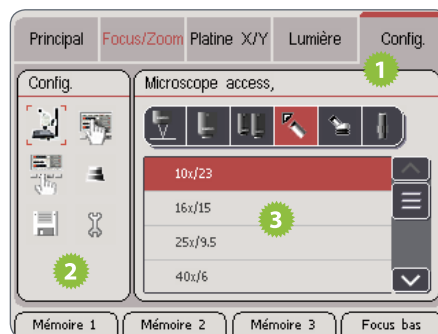 Principal Focus/Zoom Platine X/Y Lumière Config.
1
Config. Microscope access,
10x/23
16x/15
3
25x/9.5
2
40x/6
Mémoire 1 Mémoire 2 Mémoire 3 Focus bas